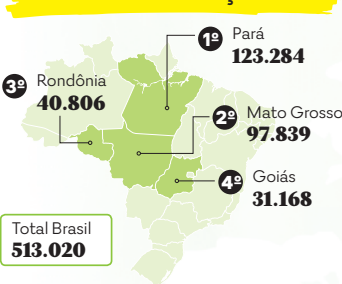 1º Pará
123.284
3º Rondônia
40.806
2º Mato Grosso
97.839
4º Goiás
31.168
Total Brasil
513.020